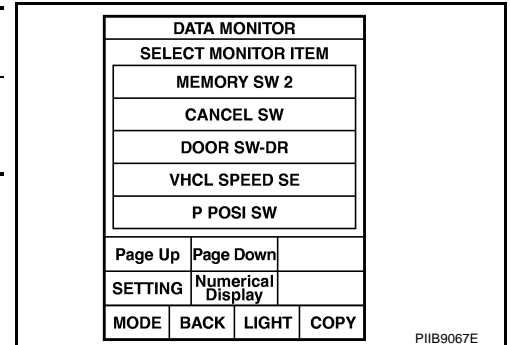 DATA MONITOR
SELECT MONITOR ITEM
MEMORY SW 2
CANCEL SW
DOOR SW-DR
VHCL SPEED SE
P POSI SW
Page Up Page Down
SETTING Numerical
Display
MODE BACK LIGHT COPY
PIIB9067E